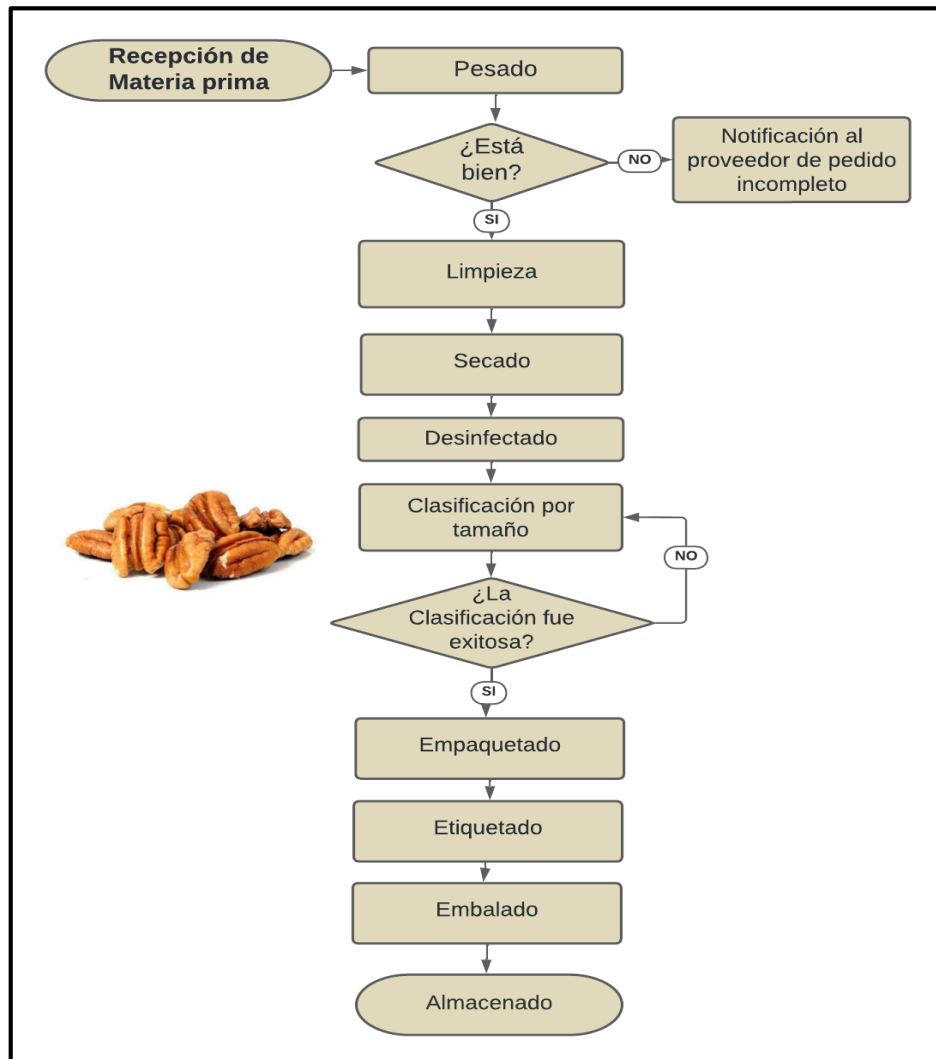 Recepción de
Materia prima
Pesado
¿Está
bien?
NO
Notificación al
proveedor de pedido
incompleto
SI
Limpieza
Secado
Desinfectado
Clasificación por
tamaño
NO
¿La
Clasificación fue
exitosa?
SI
Empaquetado
Etiquetado
Embalado
Almacenado